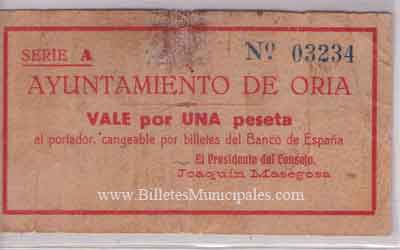 SERIE A Nº 03234
AYUNTAMIENTO DE ORIA
VALE por UNA peseta
al portador, cangeable por billetes del Banco de España
El Presidente del Consejo,
Joaquín Masegosa
www.BilletesMunicipales.com